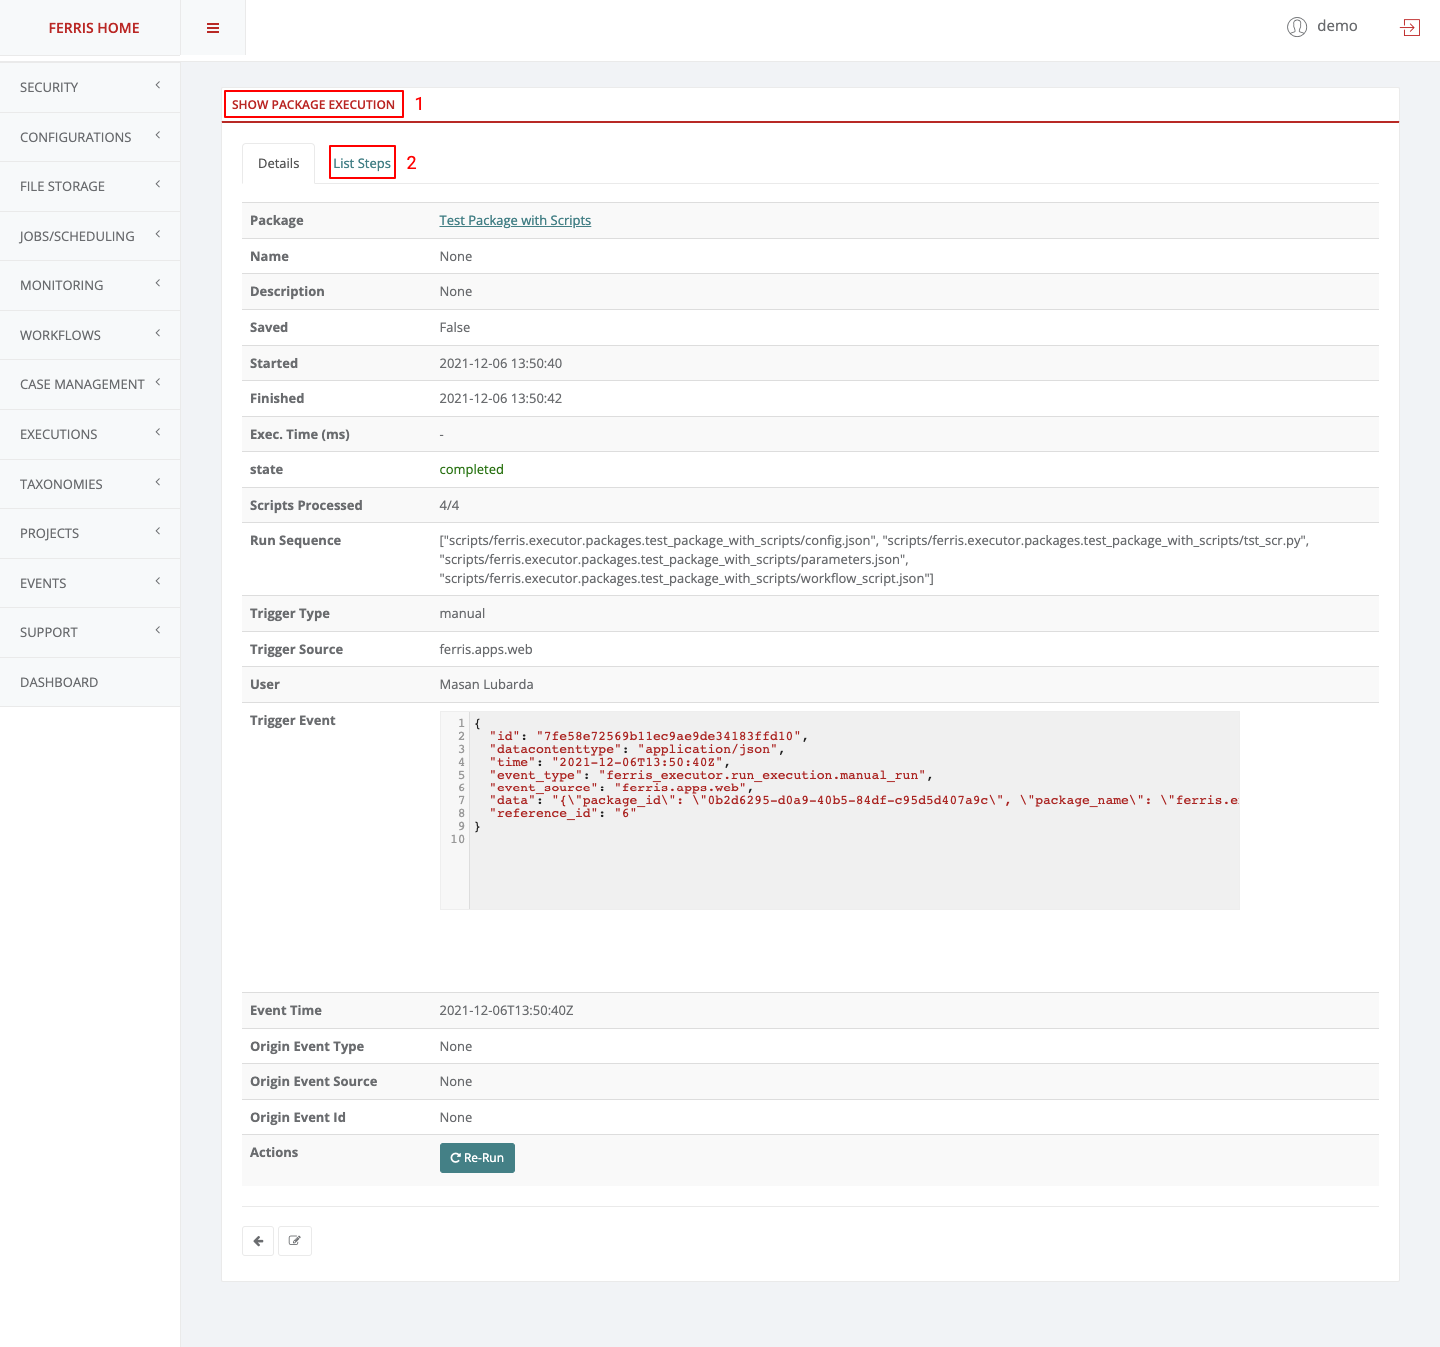 FERRIS HOME
demo
SECURITY
CONFIGURATIONS
FILE STORAGE
JOBS/SCHEDULING
MONITORING
WORKFLOWS
CASE MANAGEMENT
EXECUTIONS
TAXONOMIES
PROJECTS
EVENTS
SUPPORT
DASHBOARD
SHOW PACKAGE EXECUTION 1
Details List Steps 2
Package Test Package with Scripts
Name None
Description None
Saved False
Started 2021-12-06 13:50:40
Finished 2021-12-06 13:50:42
Exec. Time (ms) -
state completed
Scripts Processed 4/4
Run Sequence ["scripts/ferris.executor.packages.test_package_with_scripts/config.json", "scripts/ferris.executor.packages.test_package_with_scripts/tst_scr.py",
"scripts/ferris.executor.packages.test_package_with_scripts/parameters.json",
"scripts/ferris.executor.packages.test_package_with_scripts/workflow_script.json"]
Trigger Type manual
Trigger Source ferris.apps.web
User Masan Lubarda
Trigger Event
1 {
2 "id": "7fe58e72569b11ec9ae9de34183ffd10",
3 "datacontenttype": "application/json",
4 "time": "2021-12-06T13:50:40Z",
5 "event_type": "ferris_executor.run_execution.manual_run",
6 "event_source": "ferris.apps.web",
7 "data": "{\"package_id\": \"0b2d6295-d0a9-40b5-84df-c95d5d407a9c\", \"package_name\": \"ferris.e
8 "reference_id": "6"
9 }
10
Event Time 2021-12-06T13:50:40Z
Origin Event Type None
Origin Event Source None
Origin Event Id None
Actions Re-Run